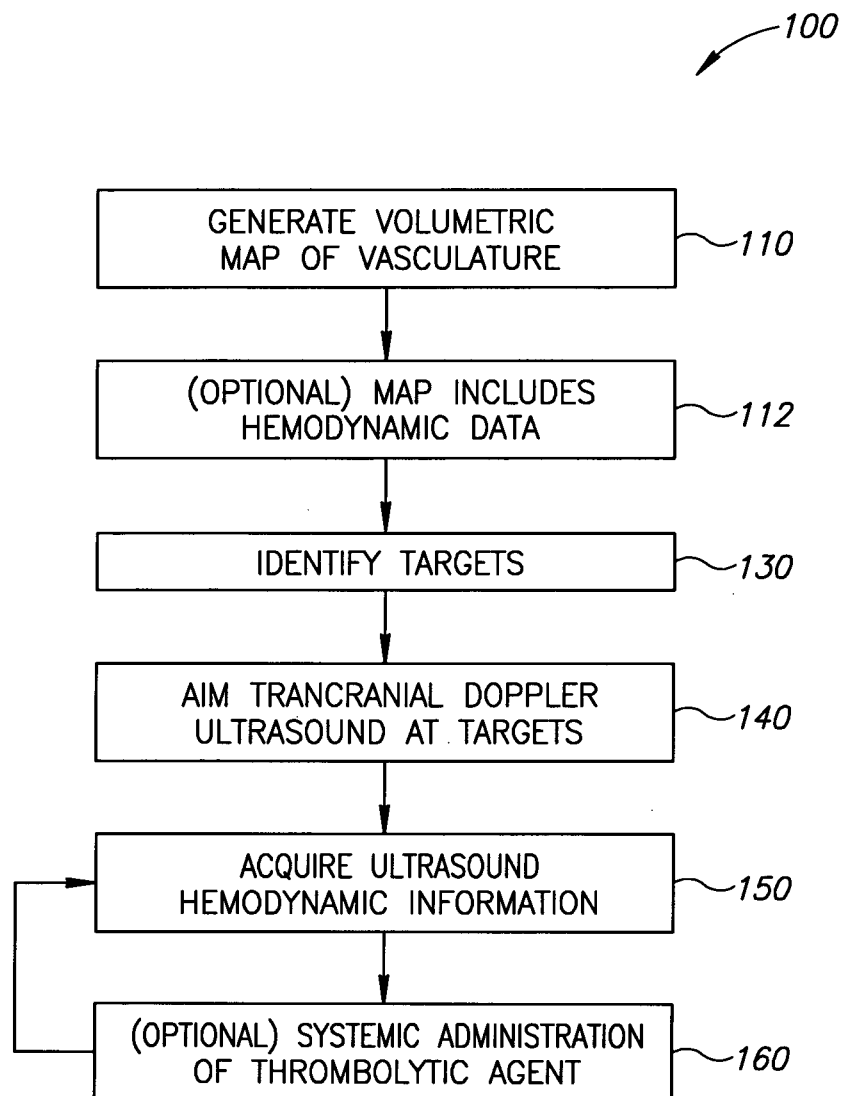 100
GENERATE VOLUMETRIC
MAP OF VASCULATURE
110
(OPTIONAL) MAP INCLUDES
HEMODYNAMIC DATA
112
IDENTIFY TARGETS
130
AIM TRANCRANIAL DOPPLER
ULTRASOUND AT TARGETS
140
ACQUIRE ULTRASOUND
HEMODYNAMIC INFORMATION
150
(OPTIONAL) SYSTEMIC ADMINISTRATION
OF THROMBOLYTIC AGENT
160